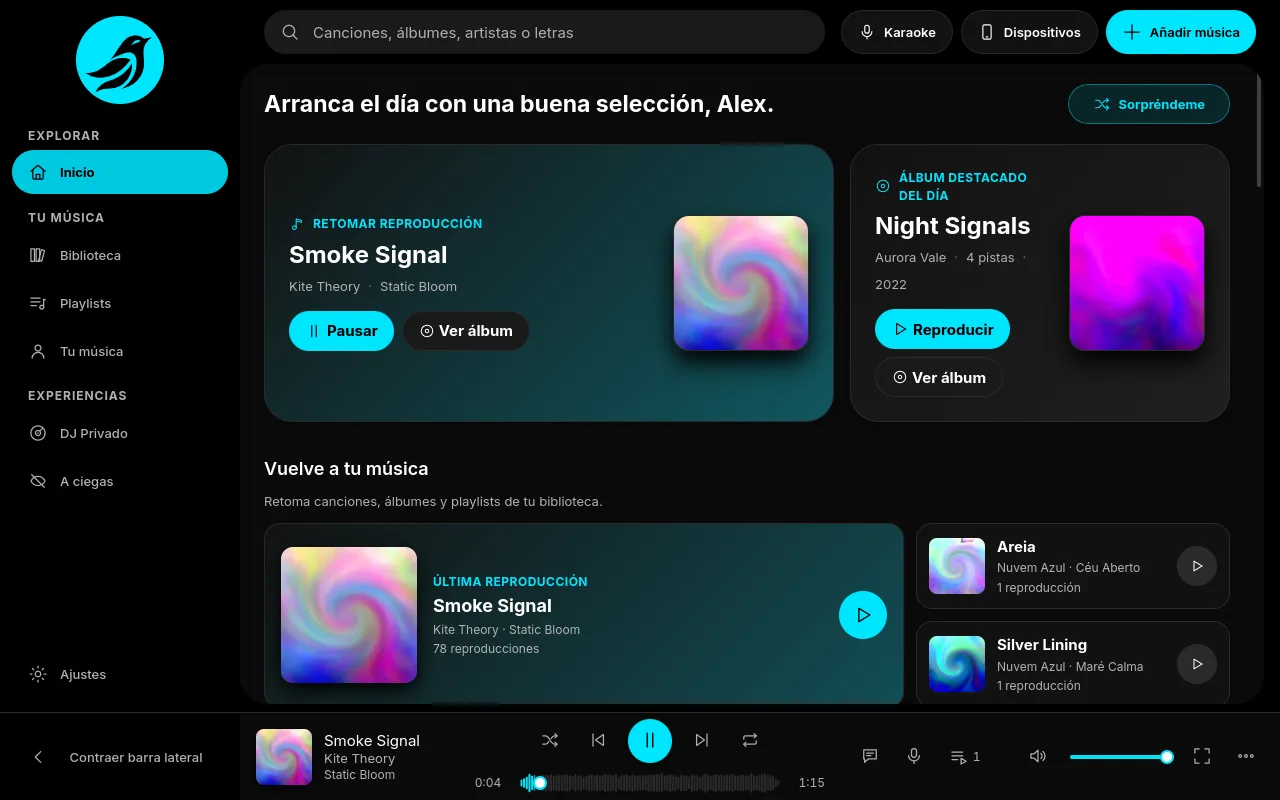 Canciones, álbumes, artistas o letras
Karaoke
Dispositivos
Añadir música
EXPLORAR
Inicio
TU MÚSICA
Biblioteca
Playlists
Tu música
EXPERIENCIAS
DJ Privado
A ciegas
Ajustes
Contraer barra lateral
Arranca el día con una buena selección, Alex.
Sorpréndeme
RETOMAR REPRODUCCIÓN
Smoke Signal
Kite Theory · Static Bloom
Pausar
Ver álbum
ÁLBUM DESTACADO
DEL DÍA
Night Signals
Aurora Vale · 4 pistas ·
2022
Reproducir
Ver álbum
Vuelve a tu música
Retoma canciones, álbumes y playlists de tu biblioteca.
ÚLTIMA REPRODUCCIÓN
Smoke Signal
Kite Theory · Static Bloom
78 reproducciones
Areia
Nuvem Azul · Céu Aberto
1 reproducción
Silver Lining
Nuvem Azul · Maré Calma
1 reproducción
Smoke Signal
Kite Theory
Static Bloom
0:04
1:15
1